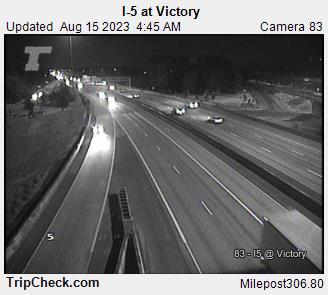 I-5 at Victory
Updated Aug 15 2023 4:45 AM Camera 83
T
S
83 - I5 @ Victory
TripCheck.com Milepost306.80